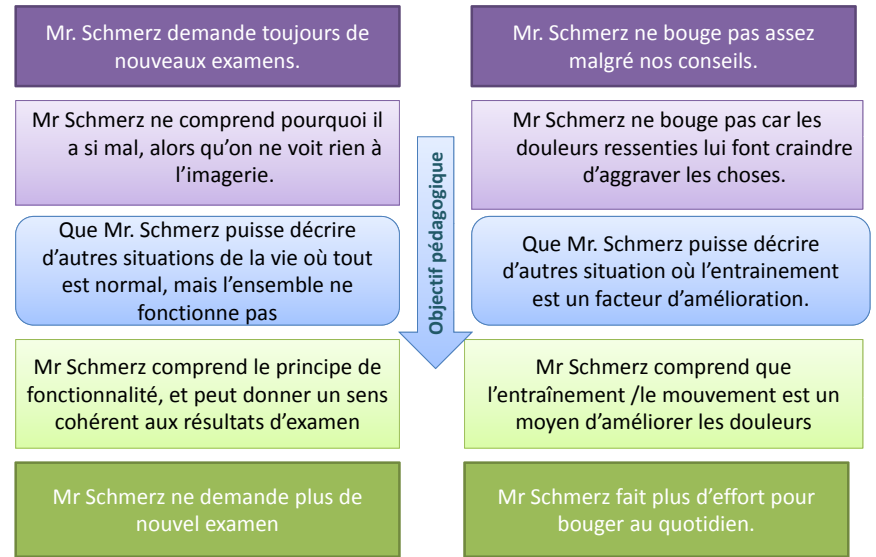 Mr. Schmerz demande toujours de
nouveaux examens.
Mr Schmerz ne comprend pourquoi il
a si mal, alors qu'on ne voit rien à
l'imagerie.
Que Mr. Schmerz puisse décrire
d'autres situations de la vie où tout
est normal, mais l'ensemble ne
fonctionne pas
Mr Schmerz comprend le principe de
fonctionnalité, et peut donner un sens
cohérent aux résultats d'examen
Mr Schmerz ne demande plus de
nouvel examen
Objectif pédagogique
Mr. Schmerz ne bouge pas assez
malgré nos conseils.
Mr Schmerz ne bouge pas car les
douleurs ressenties lui font craindre
d'aggraver les choses.
Que Mr. Schmerz puisse décrire
d'autres situation où l'entrainement
est un facteur d'amélioration.
Mr Schmerz comprend que
l'entraînement /le mouvement est un
moyen d'améliorer les douleurs
Mr Schmerz fait plus d'effort pour
bouger au quotidien.